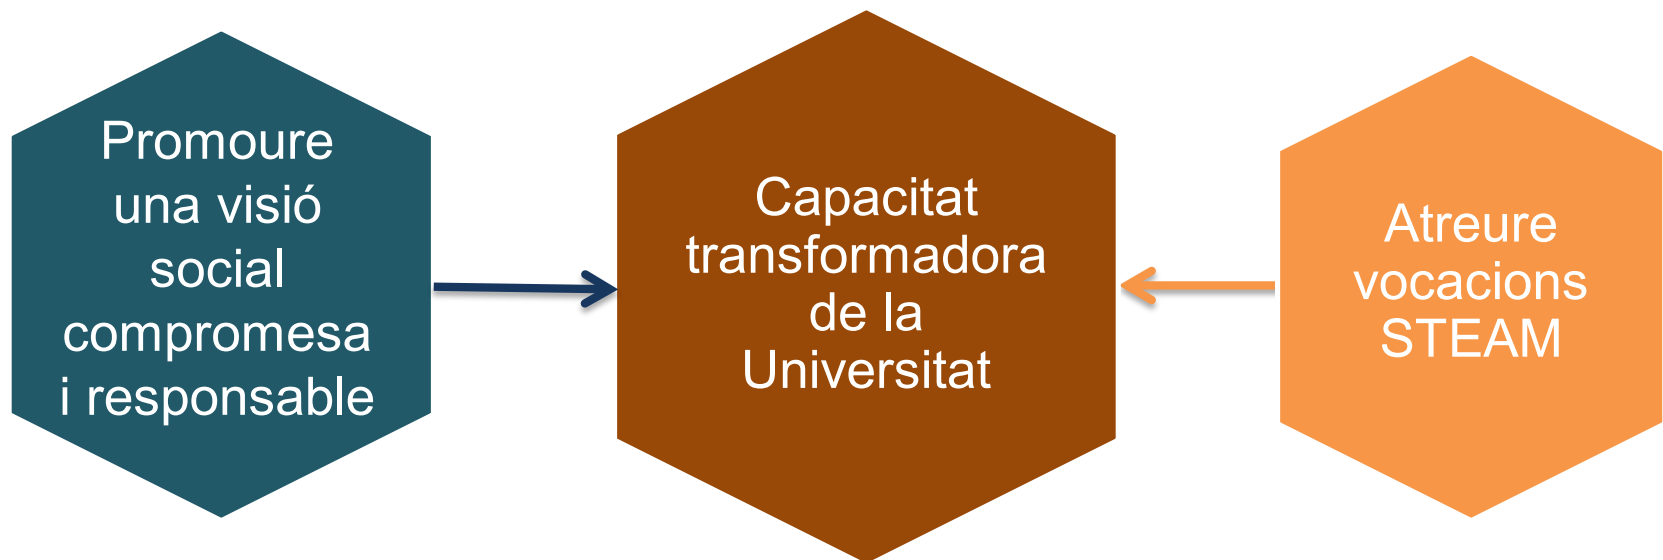 Promoure
una visió
social
compromesa
i responsable
Capacitat
transformadora
de la
Universitat
Atreure
vocacions
STEAM